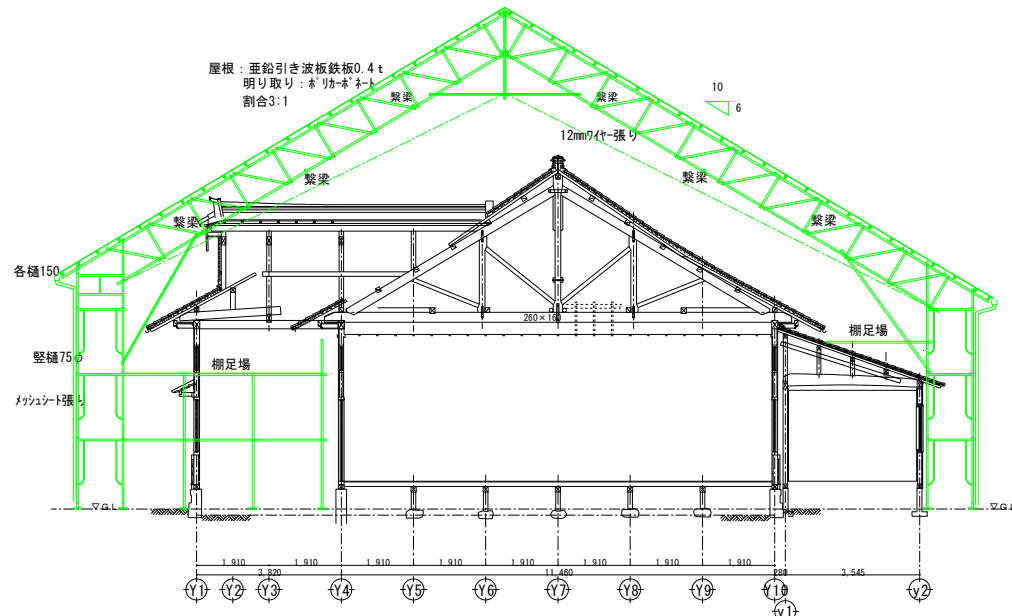 屋根：亜鉛引き波板鉄板0.4ｔ
明り取り：ﾎﾟﾘｶｰﾎﾞﾈｰﾄ
割合3:1
繋梁
繋梁
10
6
12mmﾜｲﾔｰ張り
繋梁
繋梁
繋梁
繋梁
各樋150
260×160
棚足場
竪樋75φ
棚足場
ﾒｯｼｭｼｰﾄ張り
▽G.L
▽G.L
1,910
1,910
1,910
1,910
1,910
1,910
1,910
1,910
3,820
11,460
280
3,545
Y1
Y2
Y3
Y4
Y5
Y6
Y7
Y8
Y9
Y10
y1
y2